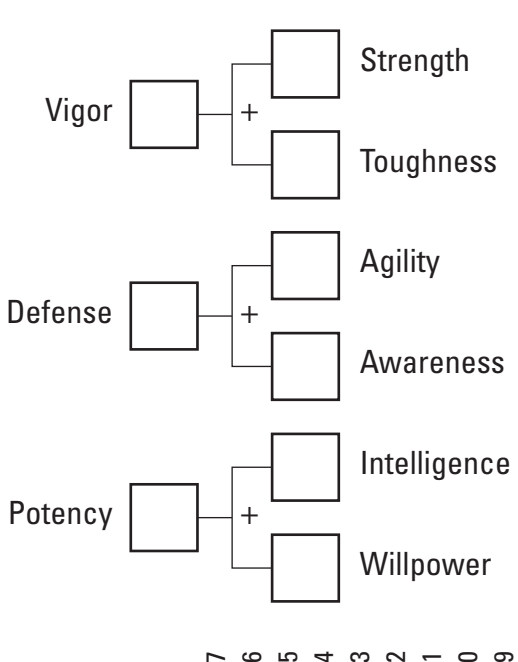 Strength
Vigor
+
Toughness
Agility
Defense
+
Awareness
Intelligence
Potency
+
Willpower
7 6 5 4 3 2 1 0 9